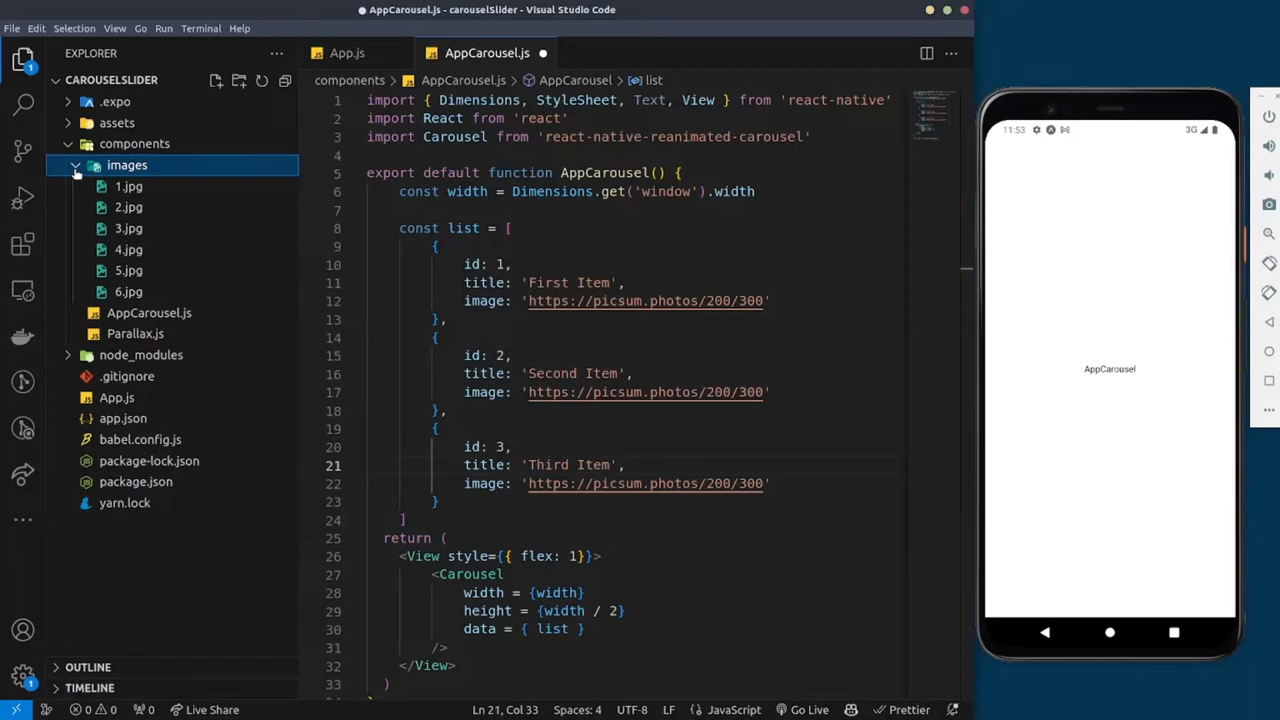 AppCarousel.js - carouselSlider - Visual Studio Code
File Edit Selection View Go Run Terminal Help
EXPLORER
CAROUSELSLIDER
.expo
assets
components
images
1.jpg
2.jpg
3.jpg
4.jpg
5.jpg
6.jpg
AppCarousel.js
Parallax.js
node_modules
.gitignore
App.js
app.json
babel.config.js
package-lock.json
package.json
yarn.lock
OUTLINE
TIMELINE
1
1
App.js
AppCarousel.js
components > AppCarousel.js > AppCarousel > list
1 import { Dimensions, StyleSheet, Text, View } from 'react-native'
2 import React from 'react'
3 import Carousel from 'react-native-reanimated-carousel'
4
5 export default function AppCarousel() {
6 const width = Dimensions.get('window').width
7
8 const list = [
9 {
10 id: 1,
11 title: 'First Item',
12 image: 'https://picsum.photos/200/300'
13 },
14 {
15 id: 2,
16 title: 'Second Item',
17 image: 'https://picsum.photos/200/300'
18 },
19 {
20 id: 3,
21 title: 'Third Item',
22 image: 'https://picsum.photos/200/300'
23 }
24 ]
25 return (
26 <View style={{ flex: 1}}>
27 <Carousel
28 width = {width}
29 height = {width / 2}
30 data = { list }
31 />
32 </View>
33 )
11:53
3G
AppCarousel
0 0 0 Live Share
Ln 21, Col 33 Spaces: 4 UTF-8 LF JavaScript Go Live Prettier